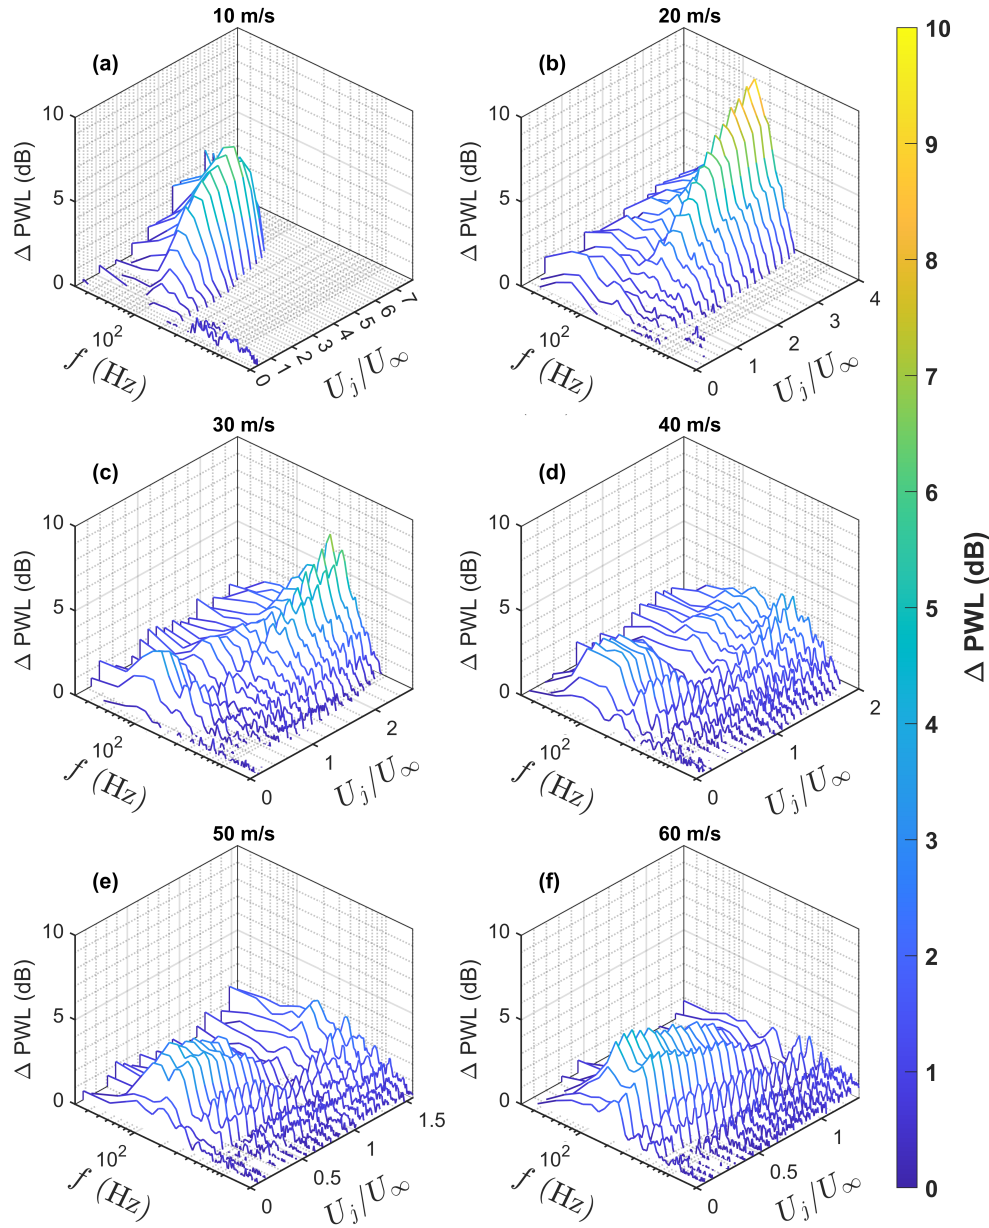 10 m/s
(a)
10
5
0
Δ PWL (dB)
10²
f (Hz)
0
1
2
3
4
5
6
7
U_j/U_∞
20 m/s
(b)
10
5
0
Δ PWL (dB)
10²
f (Hz)
0
1
2
3
4
U_j/U_∞
30 m/s
(c)
10
5
0
Δ PWL (dB)
10²
f (Hz)
0
1
2
U_j/U_∞
40 m/s
(d)
10
5
0
Δ PWL (dB)
10²
f (Hz)
0
1
2
U_j/U_∞
50 m/s
(e)
10
5
0
Δ PWL (dB)
10²
f (Hz)
0
0.5
1
1.5
U_j/U_∞
60 m/s
(f)
10
5
0
Δ PWL (dB)
10²
f (Hz)
0
0.5
1
U_j/U_∞
10
9
8
7
6
5
4
3
2
1
0
Δ PWL (dB)